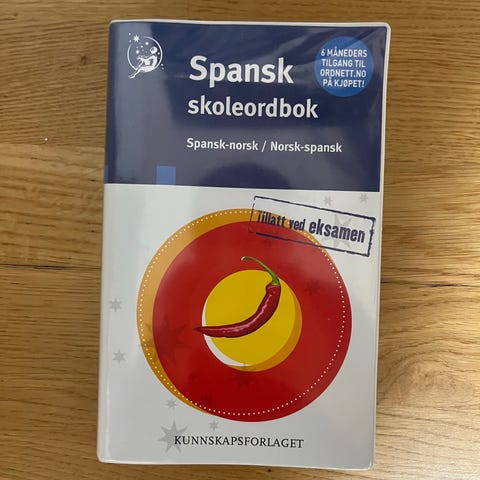 6 MÅNEDERS
TILGANG TIL
ORDNETT.NO
PÅ KJØPET!
Spansk
skoleordbok
Spansk-norsk / Norsk-spansk
Tillatt ved eksamen
KUNNSKAPSFORLAGET